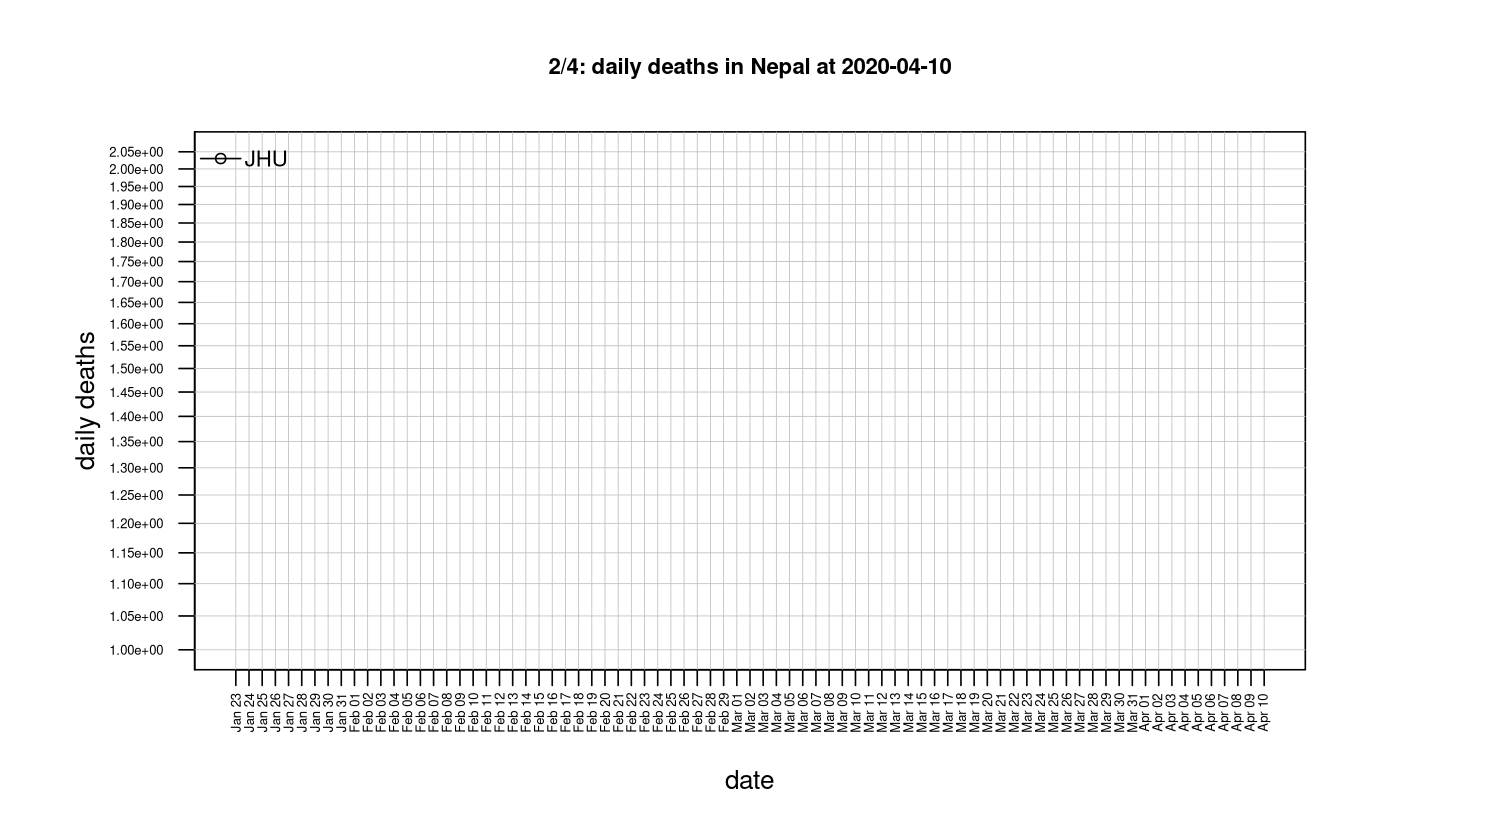 2/4: daily deaths in Nepal at 2020-04-10
JHU
daily deaths
2.05e+00
2.00e+00
1.95e+00
1.90e+00
1.85e+00
1.80e+00
1.75e+00
1.70e+00
1.65e+00
1.60e+00
1.55e+00
1.50e+00
1.45e+00
1.40e+00
1.35e+00
1.30e+00
1.25e+00
1.20e+00
1.15e+00
1.10e+00
1.05e+00
1.00e+00
Jan 23
Jan 24
Jan 25
Jan 26
Jan 27
Jan 28
Jan 29
Jan 30
Jan 31
Feb 01
Feb 02
Feb 03
Feb 04
Feb 05
Feb 06
Feb 07
Feb 08
Feb 09
Feb 10
Feb 11
Feb 12
Feb 13
Feb 14
Feb 15
Feb 16
Feb 17
Feb 18
Feb 19
Feb 20
Feb 21
Feb 22
Feb 23
Feb 24
Feb 25
Feb 26
Feb 27
Feb 28
Feb 29
Mar 01
Mar 02
Mar 03
Mar 04
Mar 05
Mar 06
Mar 07
Mar 08
Mar 09
Mar 10
Mar 11
Mar 12
Mar 13
Mar 14
Mar 15
Mar 16
Mar 17
Mar 18
Mar 19
Mar 20
Mar 21
Mar 22
Mar 23
Mar 24
Mar 25
Mar 26
Mar 27
Mar 28
Mar 29
Mar 30
Mar 31
Apr 01
Apr 02
Apr 03
Apr 04
Apr 05
Apr 06
Apr 07
Apr 08
Apr 09
Apr 10
date